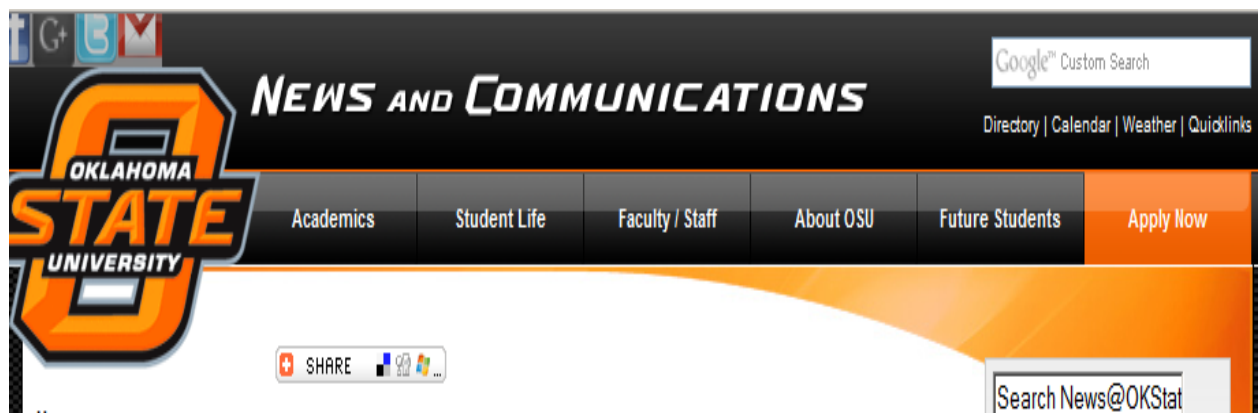 G+
NEWS AND COMMUNICATIONS
Google™ Custom Search
Directory | Calendar | Weather | Quicklinks
OKLAHOMA
STATE
UNIVERSITY
Academics
Student Life
Faculty / Staff
About OSU
Future Students
Apply Now
SHARE ...
Search News@OKStat